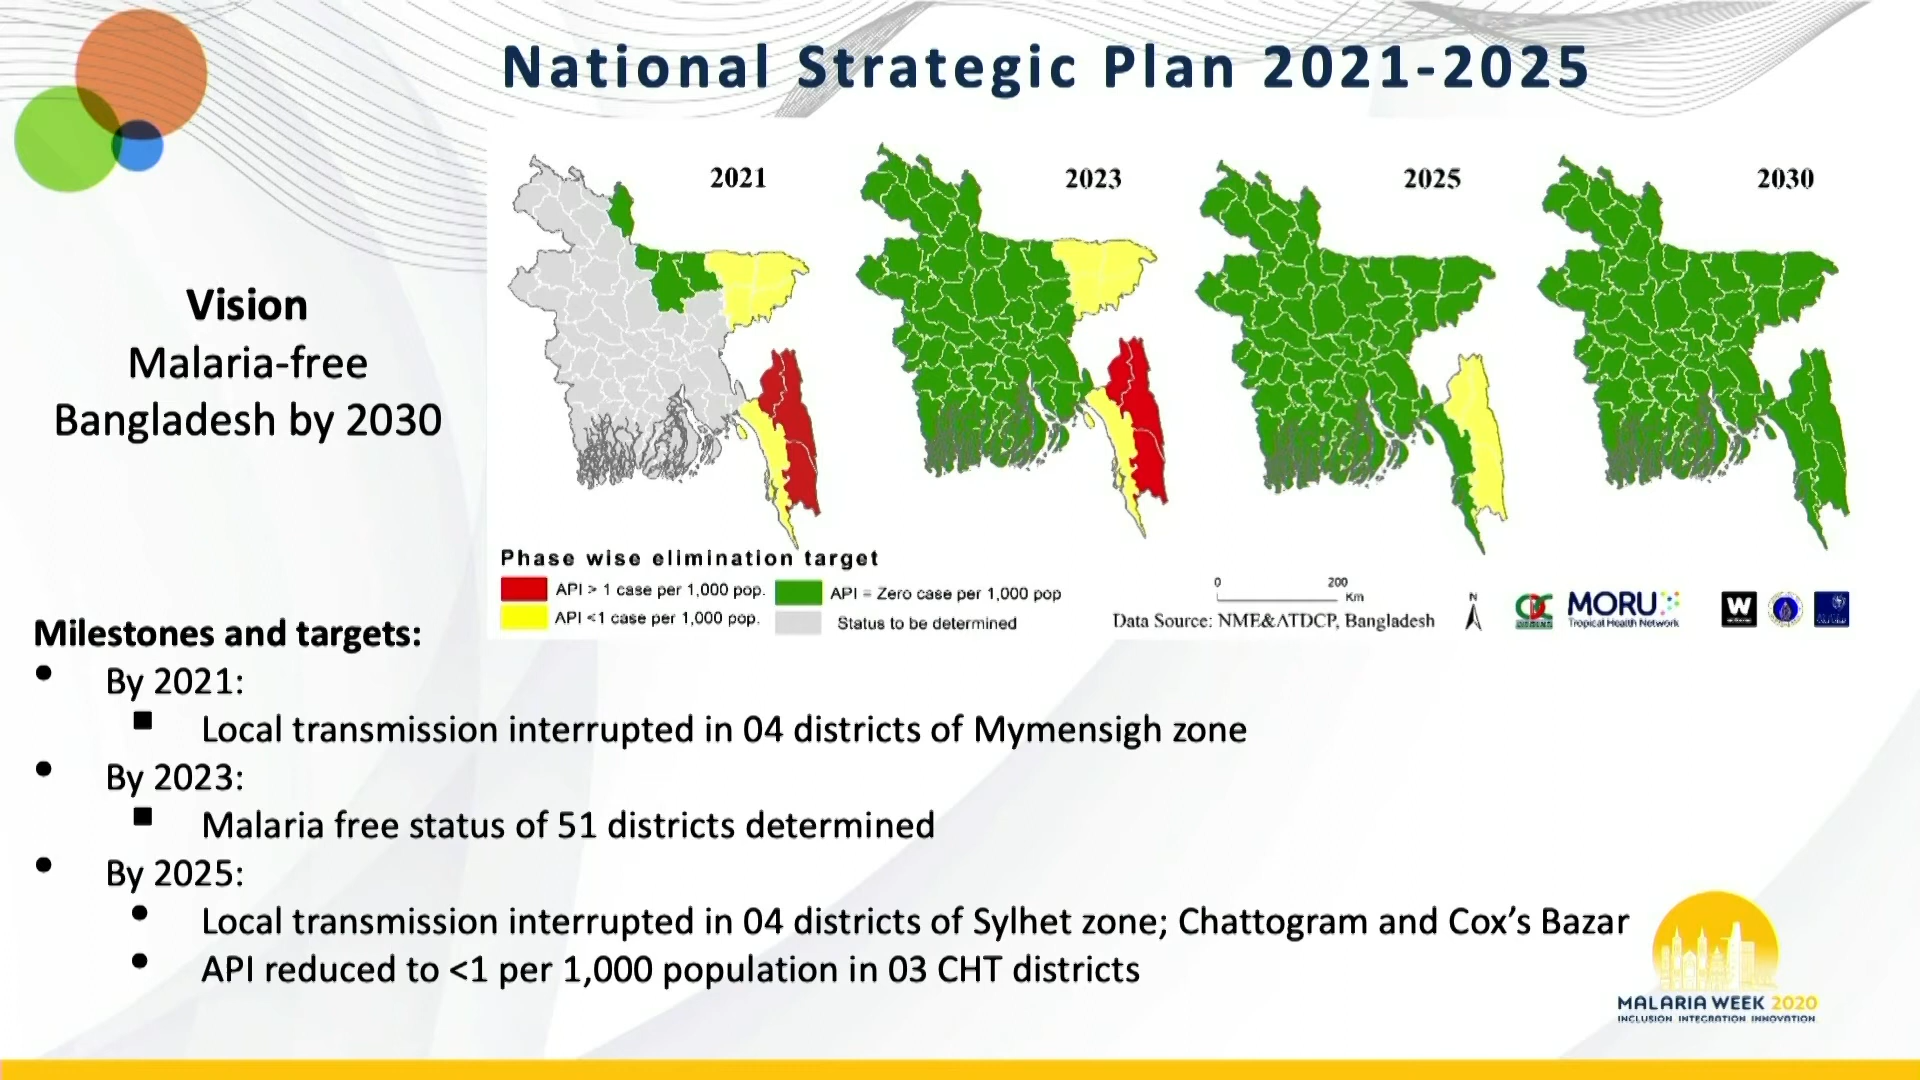 National Strategic Plan 2021-2025
2021
2023
2025
2030
Vision
Malaria-free
Bangladesh by 2030
Phase wise elimination target
API > 1 case per 1,000 pop.
API <1 case per 1,000 pop.
API = Zero case per 1,000 pop
Status to be determined
0 200
Km
Data Source: NME&ATDCP, Bangladesh
N
MORU
Tropical Health Network
W
Milestones and targets:
• By 2021:
▪ Local transmission interrupted in 04 districts of Mymensigh zone
• By 2023:
▪ Malaria free status of 51 districts determined
• By 2025:
• Local transmission interrupted in 04 districts of Sylhet zone; Chattogram and Cox’s Bazar
• API reduced to <1 per 1,000 population in 03 CHT districts
MALARIA WEEK 2020
INCLUSION INTEGRATION INNOVATION